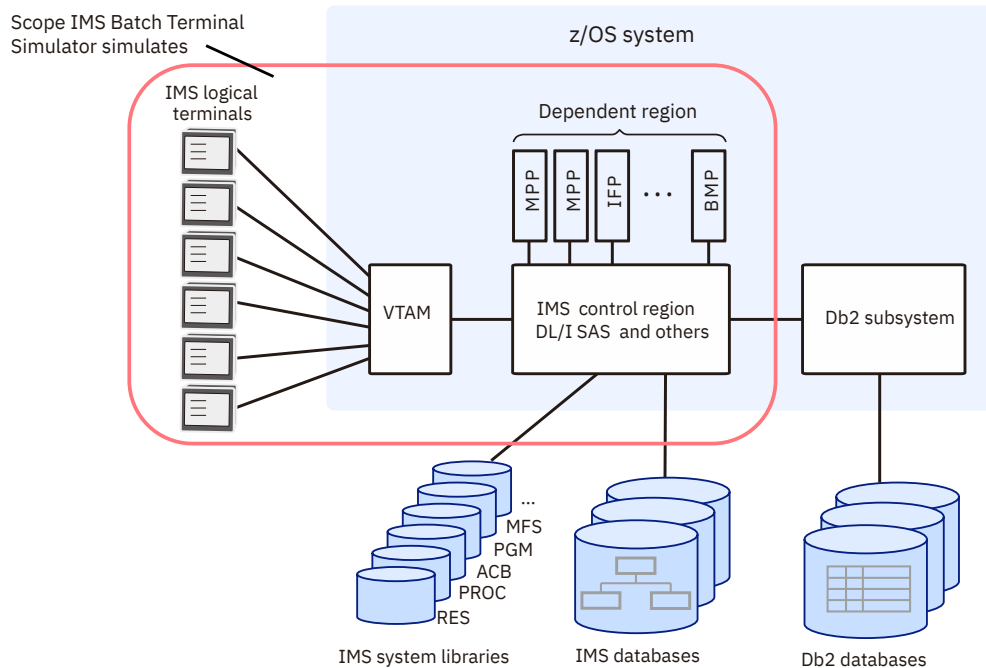 Scope IMS Batch Terminal
Simulator simulates
z/OS system
IMS logical
terminals
Dependent region
MPP
MPP
IFP
...
BMP
VTAM
IMS control region
DL/I SAS and others
Db2 subsystem
...
MFS
PGM
ACB
PROC
RES
IMS system libraries
IMS databases
Db2 databases